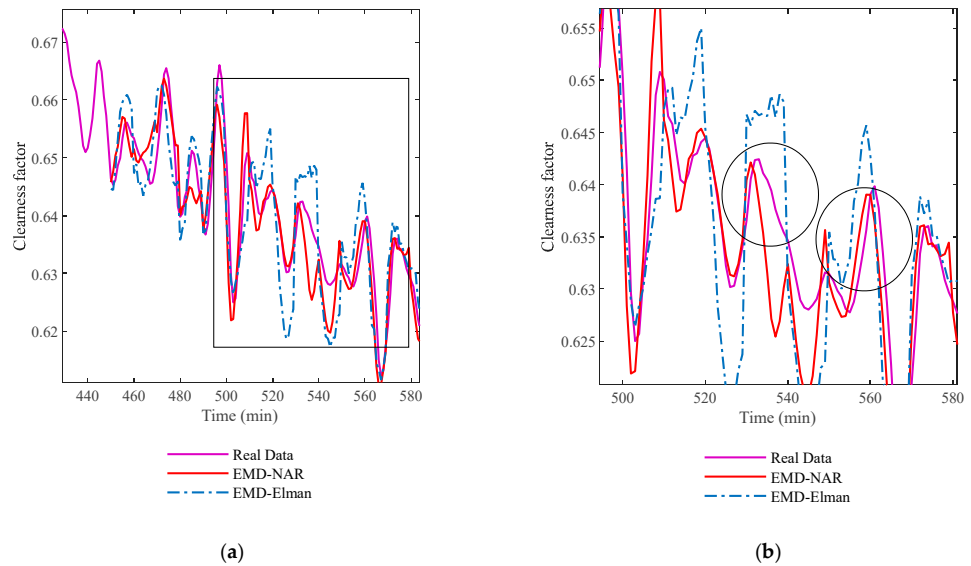 0.67
0.66
0.65
0.64
0.63
0.62
Clearness factor
440 460 480 500 520 540 560 580
Time (min)
Real Data
EMD-NAR
EMD-Elman
(a)
0.655
0.65
0.645
0.64
0.635
0.63
0.625
Clearness factor
500 520 540 560 580
Time (min)
Real Data
EMD-NAR
EMD-Elman
(b)